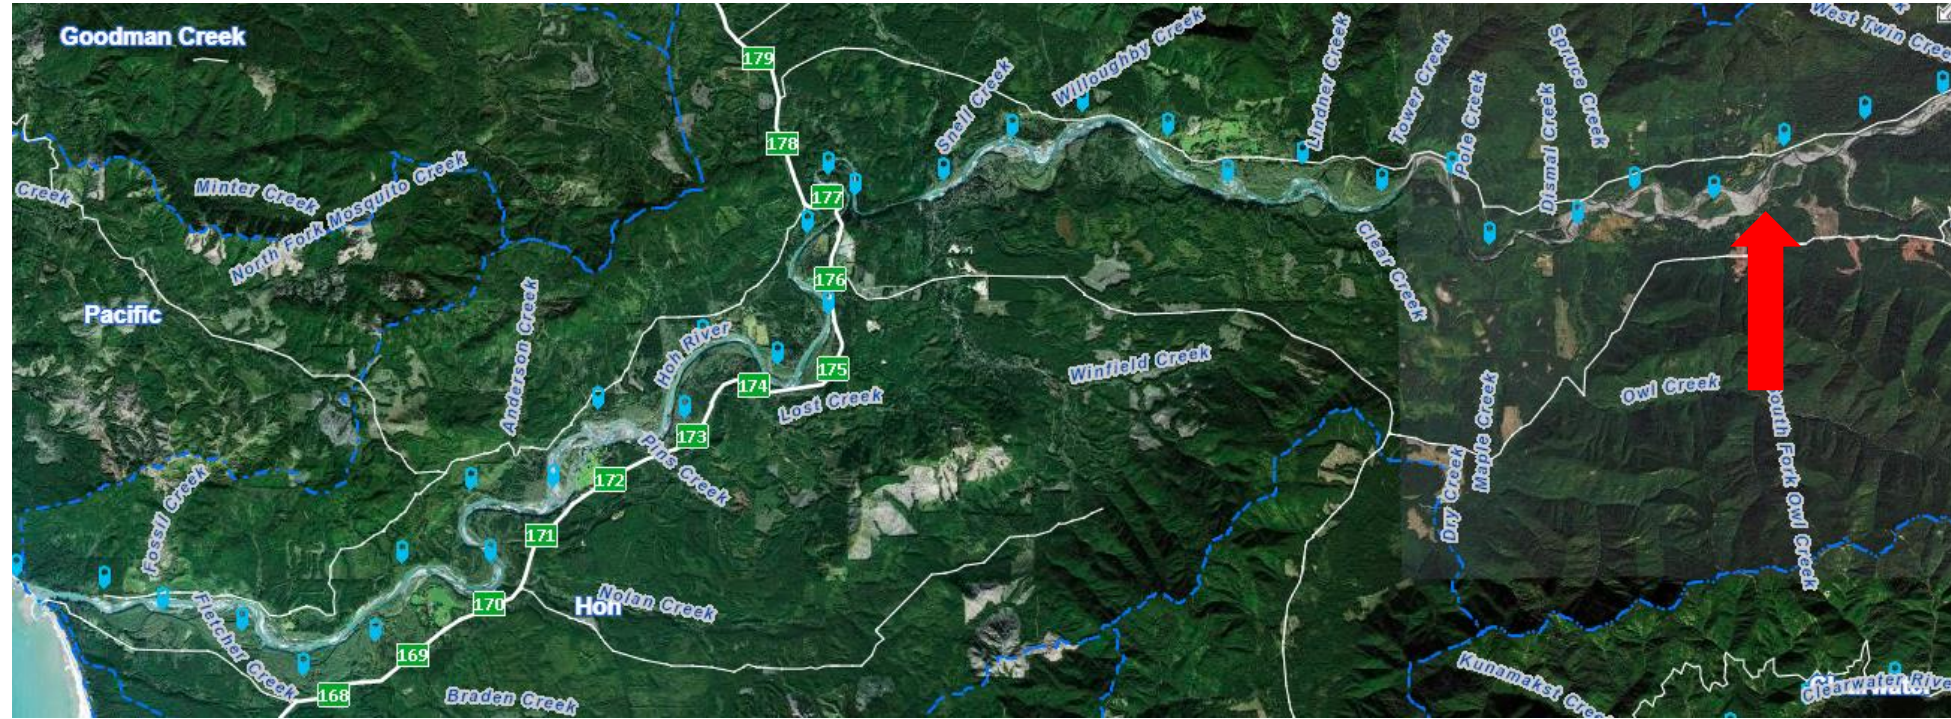 Goodman Creek
179
Willoughby Creek
West Twin Cree
Snell Creek
Lindner Creek
Tower Creek
Spruce Creek
178
Pole Creek
Dismal Creek
Creek
Minter Creek
North Fork Mosquito Creek
177
Clear Creek
176
Pacific
Anderson Creek
Hoh River
175
Winfield Creek
174
Lost Creek
Owl Creek
Maple Creek
173
Pins Creek
172
Dry Creek
outh Fork Owl Creek
Fossil Creek
171
170
Hoh
Nolan Creek
Fletcher Creek
169
168
Braden Creek
Kunamakst Creek
Clearwater
Clearwater Rive